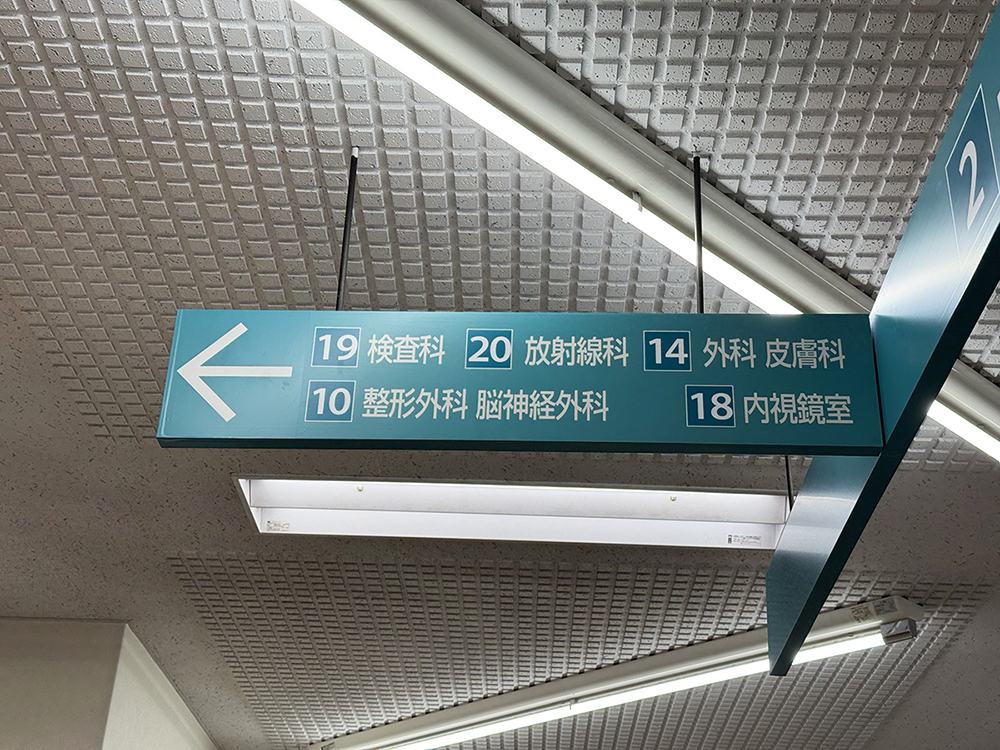 19 検査科 20 放射線科 14 外科 皮膚科
10 整形外科 脳神経外科 18 内視鏡室
2